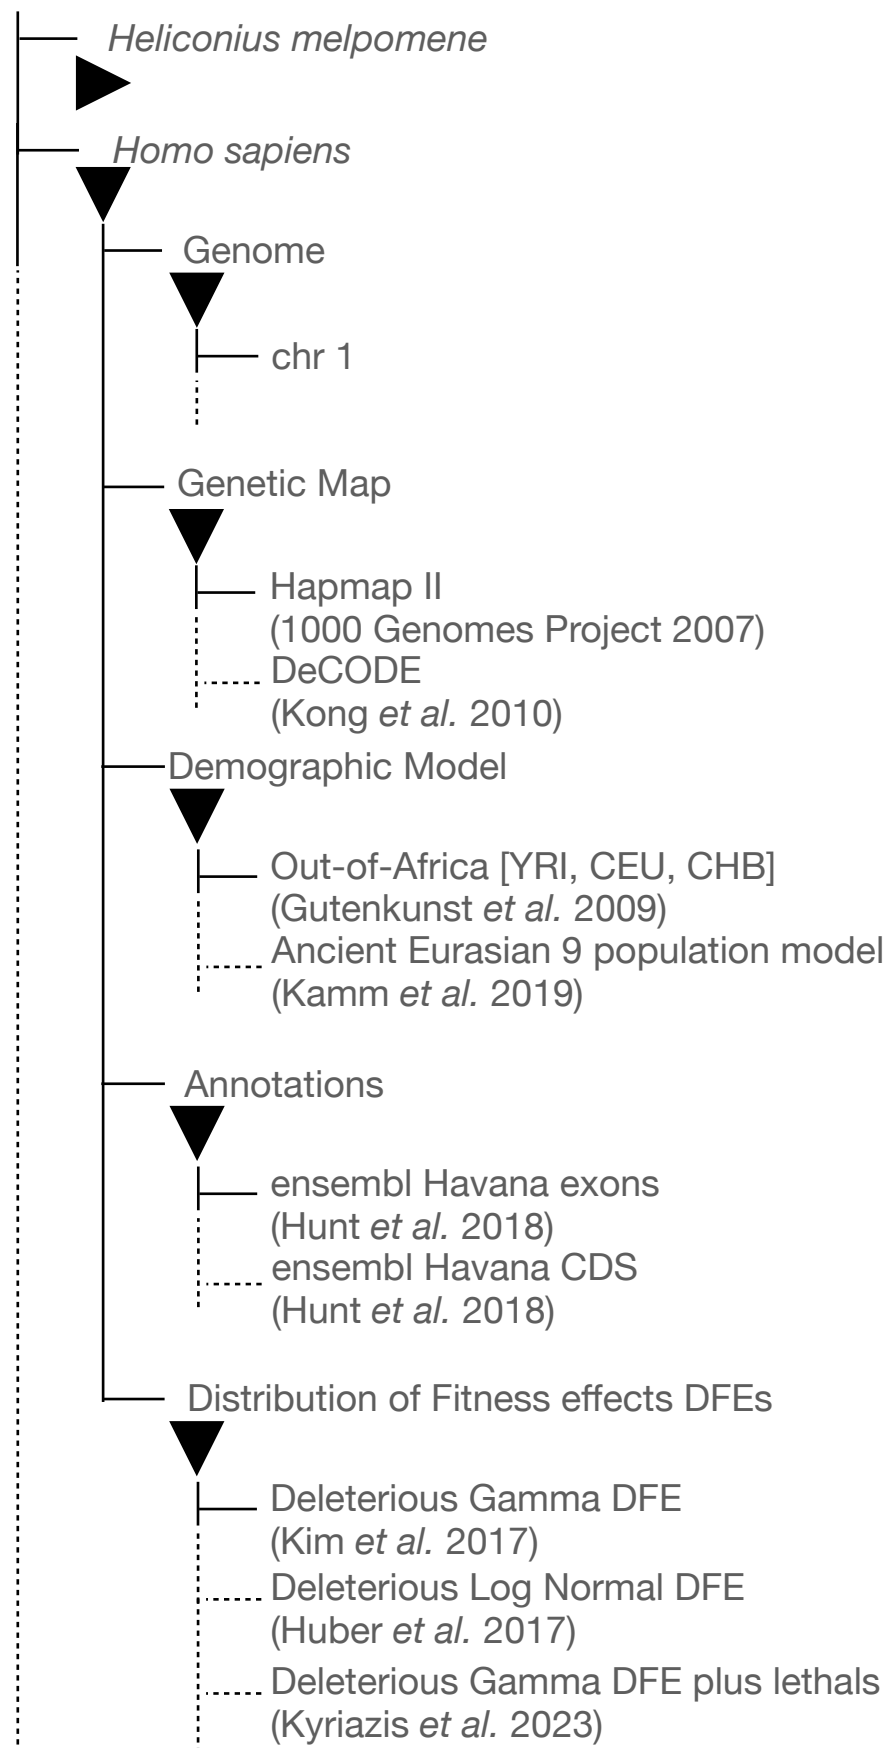 Heliconius melpomene
Homo sapiens
Genome
chr 1
Genetic Map
Hapmap II
(1000 Genomes Project 2007)
DeCODE
(Kong et al. 2010)
Demographic Model
Out-of-Africa [YRI, CEU, CHB]
(Gutenkunst et al. 2009)
Ancient Eurasian 9 population model
(Kamm et al. 2019)
Annotations
ensembl Havana exons
(Hunt et al. 2018)
ensembl Havana CDS
(Hunt et al. 2018)
Distribution of Fitness effects DFEs
Deleterious Gamma DFE
(Kim et al. 2017)
Deleterious Log Normal DFE
(Huber et al. 2017)
Deleterious Gamma DFE plus lethals
(Kyriazis et al. 2023)